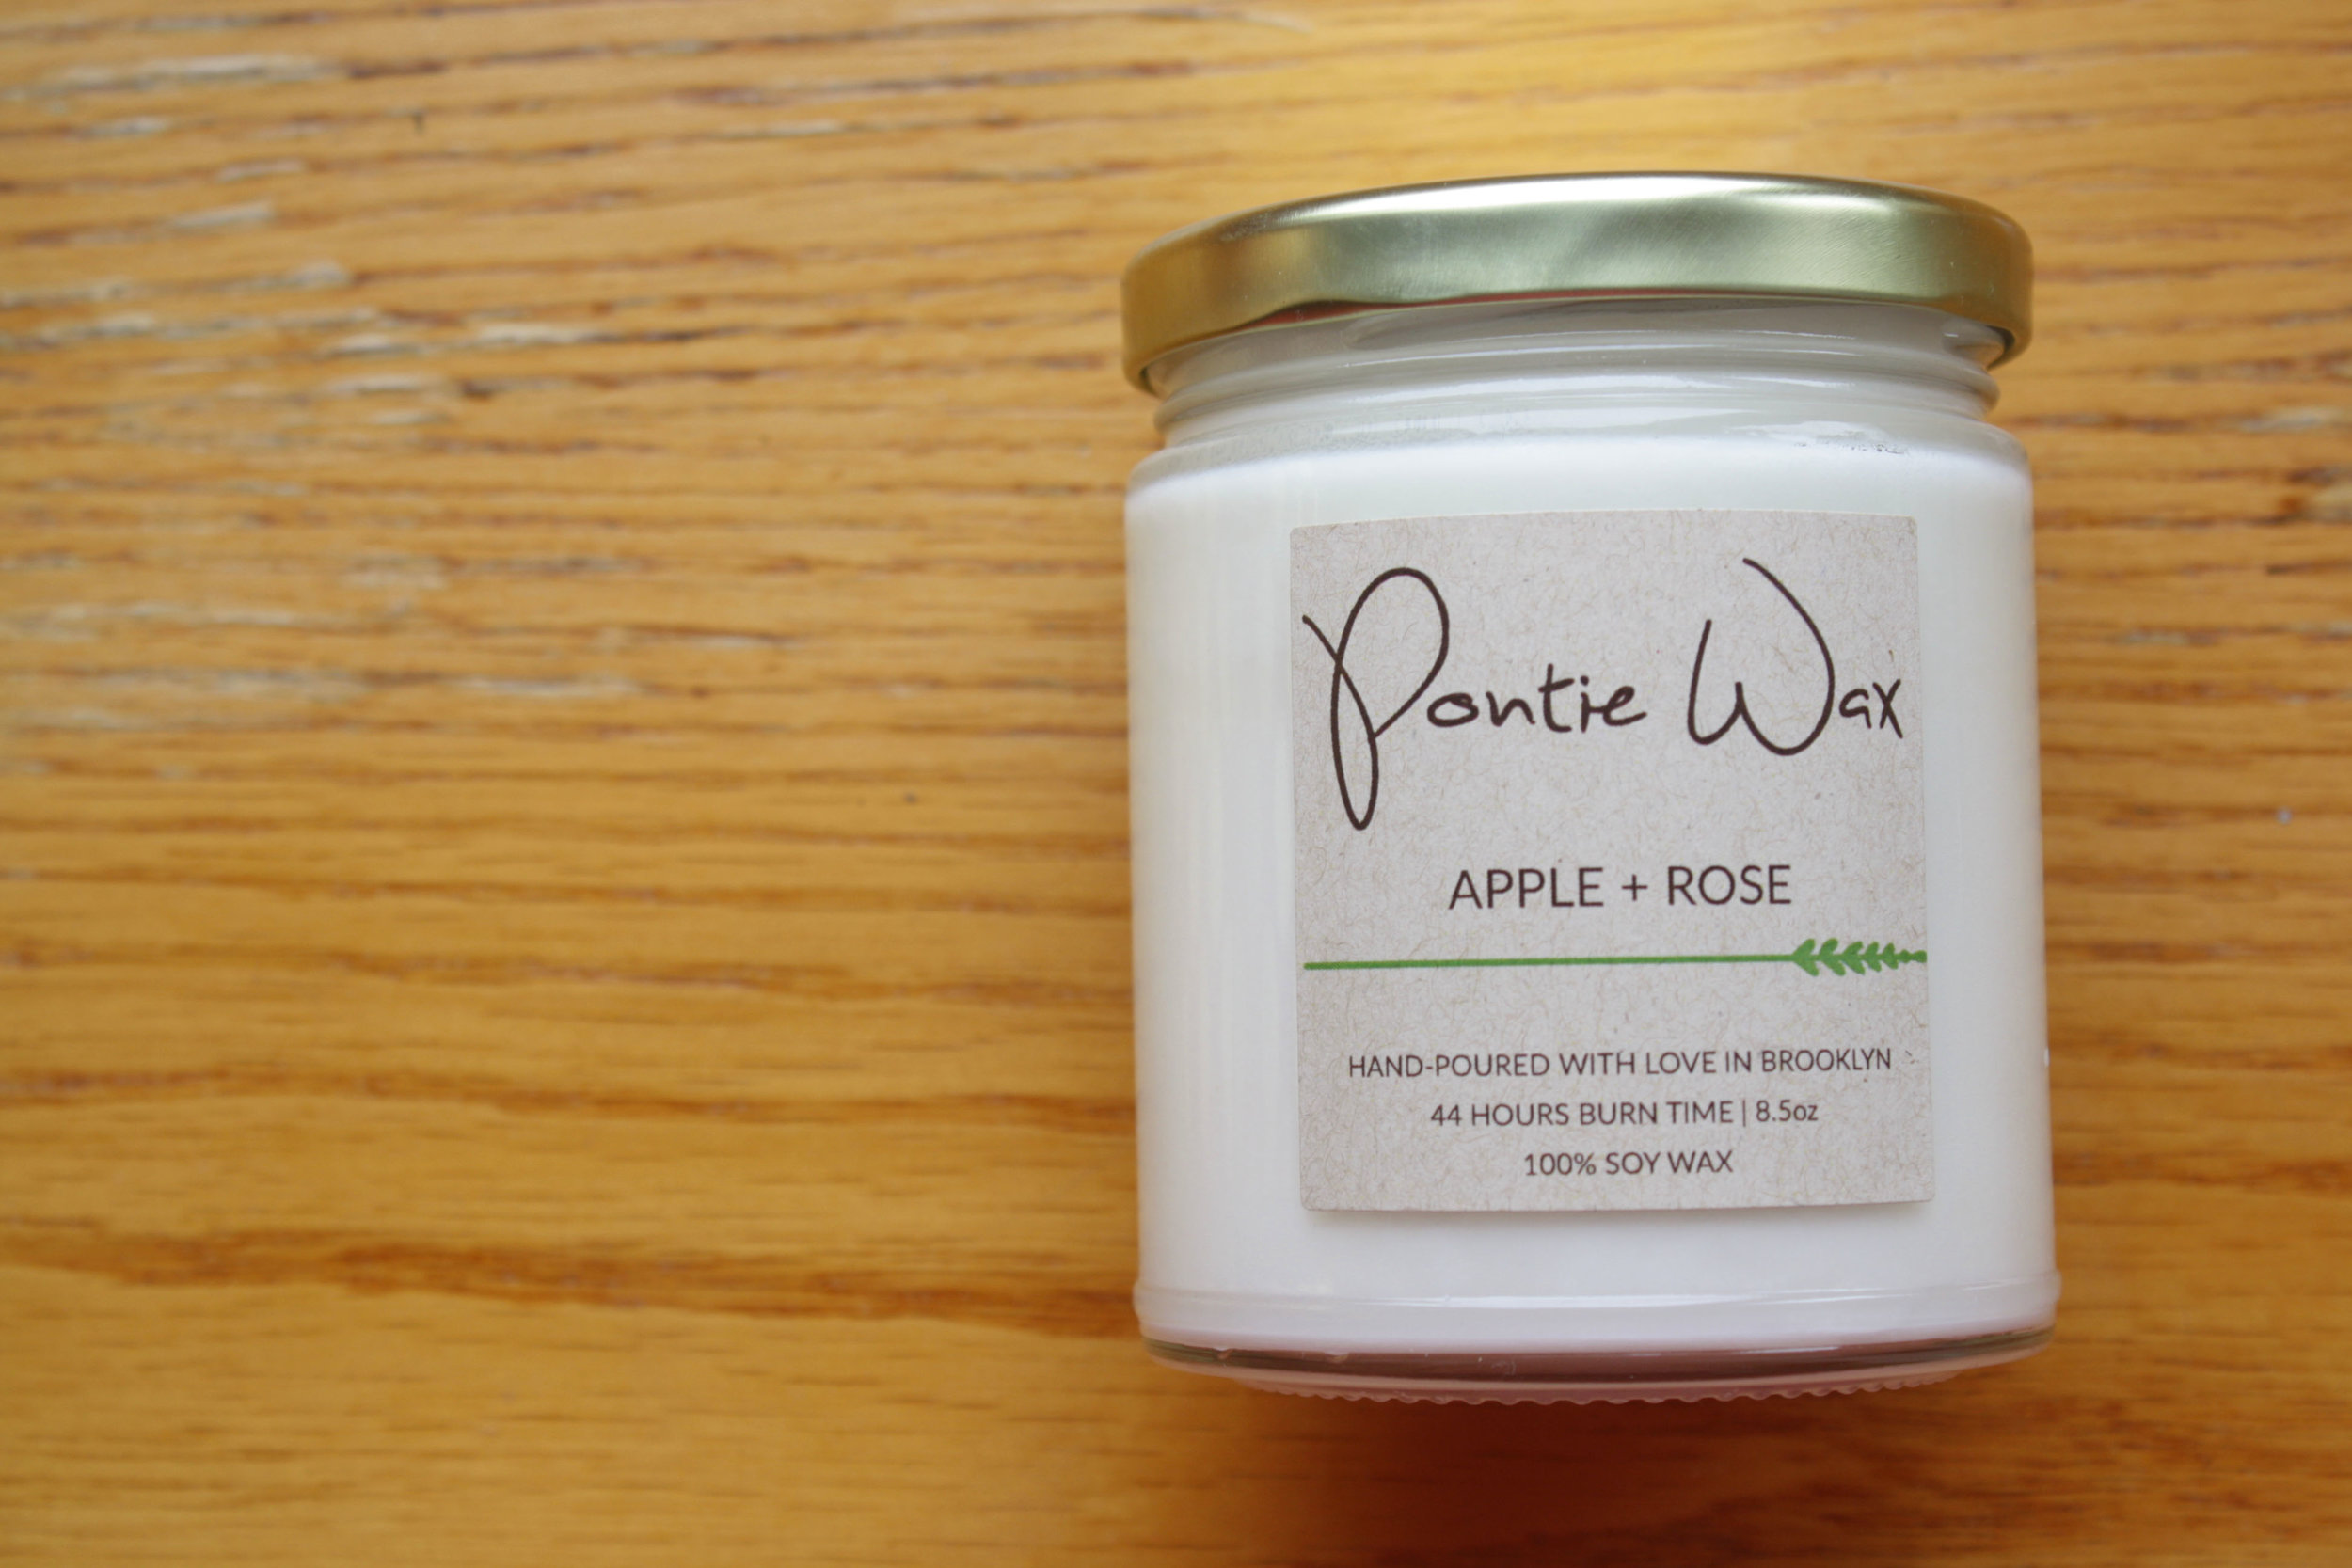 Pontie Wax
APPLE + ROSE
HAND-POURED WITH LOVE IN BROOKLYN
44 HOURS BURN TIME | 8.5oz
100% SOY WAX